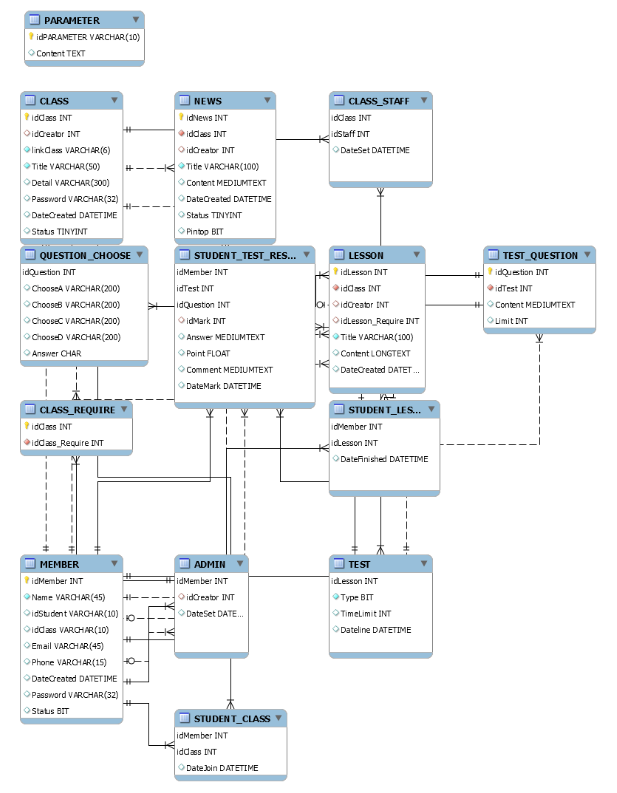 PARAMETER
idPARAMETER VARCHAR(10)
Content TEXT
CLASS
idClass INT
idCreator INT
linkClass VARCHAR(6)
Title VARCHAR(50)
Detail VARCHAR(300)
Password VARCHAR(32)
DateCreated DATETIME
Status TINYINT
NEWS
idNews INT
idClass INT
idCreator INT
Title VARCHAR(100)
Content MEDIUMTEXT
DateCreated DATETIME
Status TINYINT
Pintop BIT
CLASS_STAFF
idClass INT
idStaff INT
DateSet DATETIME
QUESTION_CHOOSE
idQuestion INT
ChooseA VARCHAR(200)
ChooseB VARCHAR(200)
ChooseC VARCHAR(200)
ChooseD VARCHAR(200)
Answer CHAR
STUDENT_TEST_RES...
idMember INT
idTest INT
idQuestion INT
idMark INT
Answer MEDIUMTEXT
Point FLOAT
Comment MEDIUMTEXT
DateMark DATETIME
LESSON
idLesson INT
idClass INT
idCreator INT
idLesson_Require INT
Title VARCHAR(100)
Content LONGTEXT
DateCreated DATET...
TEST_QUESTION
idQuestion INT
idTest INT
Content MEDIUMTEXT
Limit INT
CLASS_REQUIRE
idClass INT
idClass_Require INT
STUDENT_LES...
idMember INT
idLesson INT
DateFinished DATETIME
MEMBER
idMember INT
Name VARCHAR(45)
idStudent VARCHAR(10)
idClass VARCHAR(10)
Email VARCHAR(45)
Phone VARCHAR(15)
DateCreated DATETIME
Password VARCHAR(32)
Status BIT
ADMIN
idMember INT
idCreator INT
DateSet DATE...
TEST
idLesson INT
Type BIT
TimeLimit INT
Dateline DATETIME
STUDENT_CLASS
idMember INT
idClass INT
DateJoin DATETIME